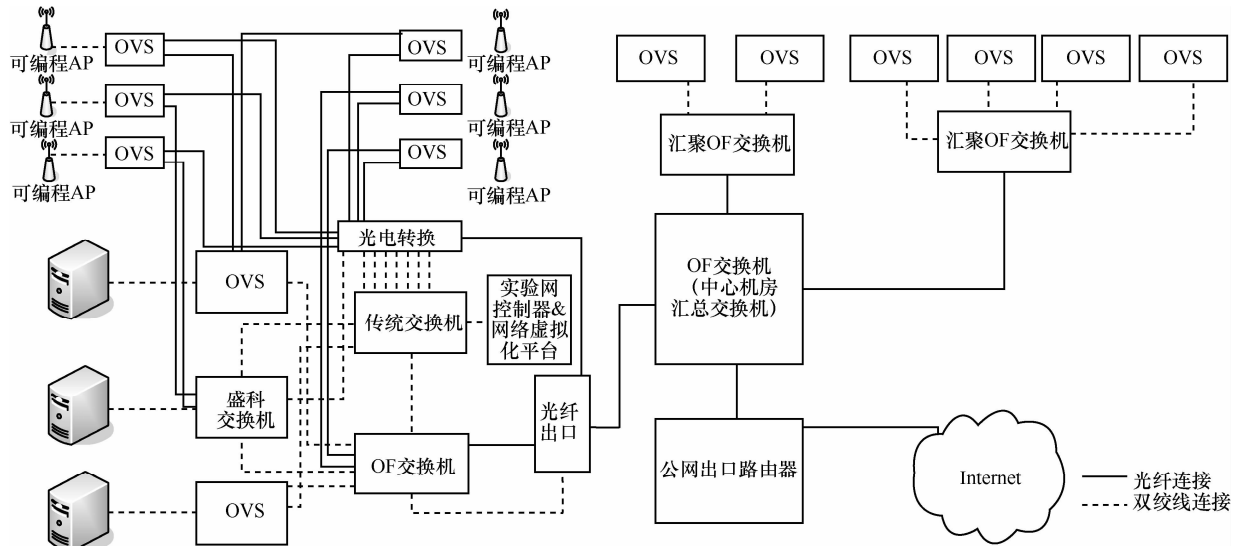 OVS
可编程AP
OVS
可编程AP
OVS
可编程AP
OVS
可编程AP
OVS
可编程AP
OVS
可编程AP
光电转换
OVS
传统交换机
实验网
控制器&
网络虚拟
化平台
盛科
交换机
OF交换机
OVS
光纤
出口
OVS
OVS
OVS
OVS
OVS
OVS
汇聚OF交换机
汇聚OF交换机
OF交换机
（中心机房
汇总交换机）
公网出口路由器
Internet
光纤连接
双绞线连接